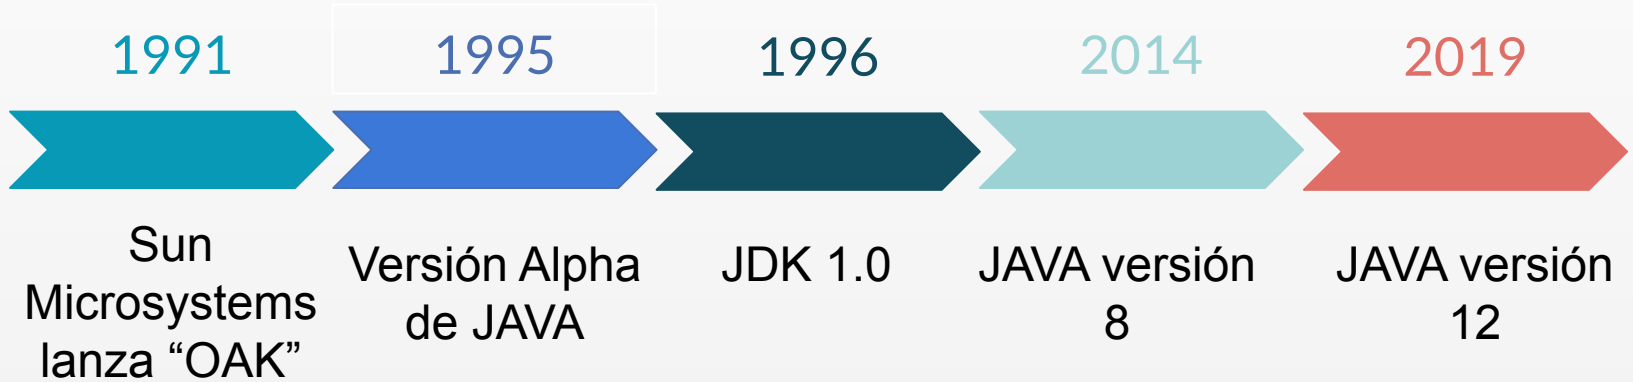 1991
Sun
Microsystems
lanza “OAK”
1995
Versión Alpha
de JAVA
1996
JDK 1.0
2014
JAVA versión
8
2019
JAVA versión
12